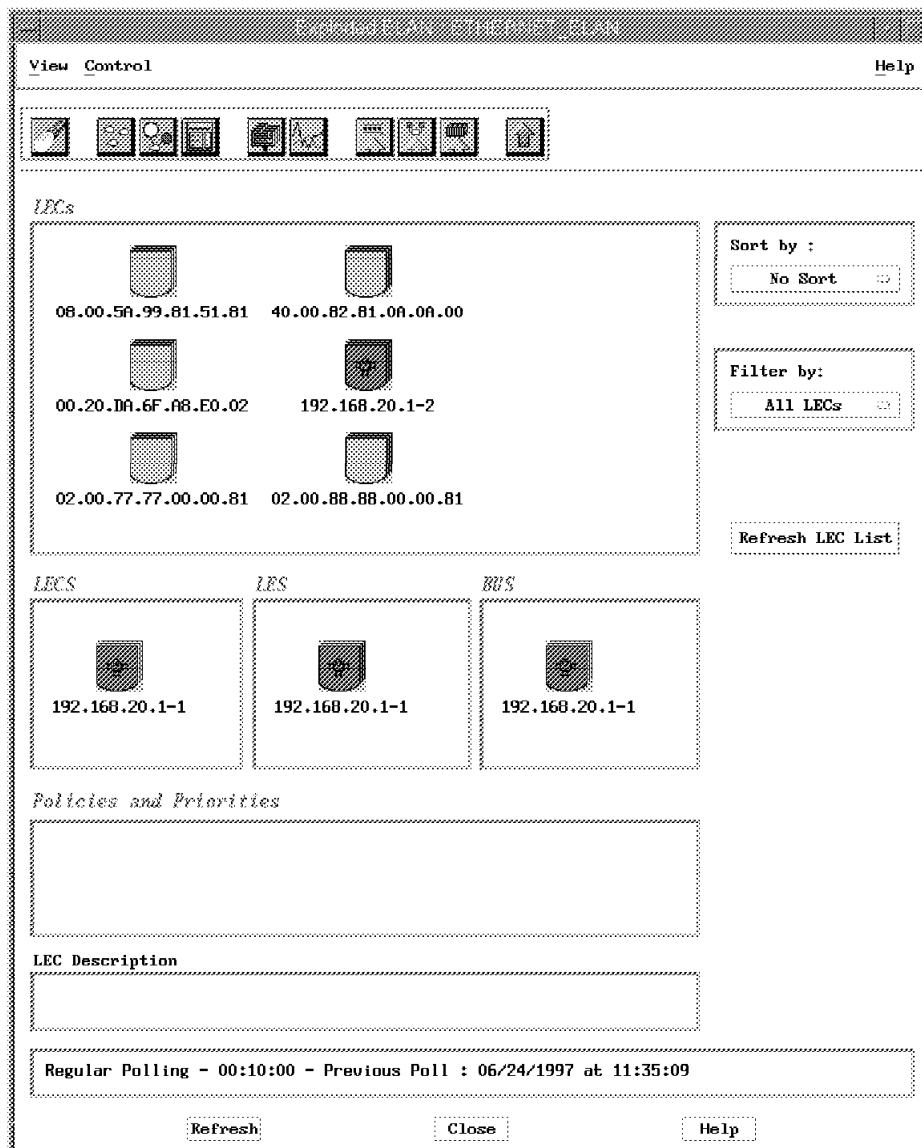 Exploded ELAN : ETHERNET_ELAN
View Control Help
LECs
08.00.5A.99.81.51.81 40.00.82.81.0A.0A.00
00.20.DA.6F.A8.E0.02 192.168.20.1-2
02.00.77.77.00.00.81 02.00.88.88.00.00.81
Sort by :
No Sort
Filter by:
All LECs
Refresh LEC List
LECS LES BUS
192.168.20.1-1 192.168.20.1-1 192.168.20.1-1
Policies and Priorities
LEC Description
Regular Polling - 00:10:00 - Previous Poll : 06/24/1997 at 11:35:09
Refresh Close Help